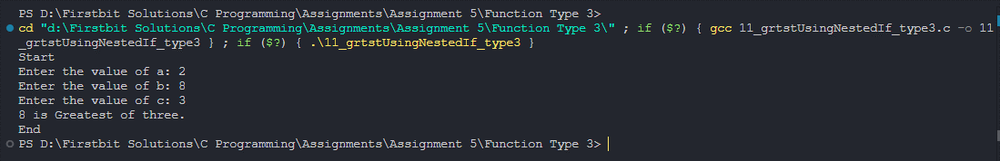 PS D:\Firstbit Solutions\C Programming\Assignments\Assignment 5\Function Type 3>
cd "d:\Firstbit Solutions\C Programming\Assignments\Assignment 5\Function Type 3\" ; if ($?) { gcc 11_grtstUsingNestedIf_type3.c -o 11
_grtstUsingNestedIf_type3 } ; if ($?) { .\11_grtstUsingNestedIf_type3 }
Start
Enter the value of a: 2
Enter the value of b: 8
Enter the value of c: 3
8 is Greatest of three.
End
PS D:\Firstbit Solutions\C Programming\Assignments\Assignment 5\Function Type 3>